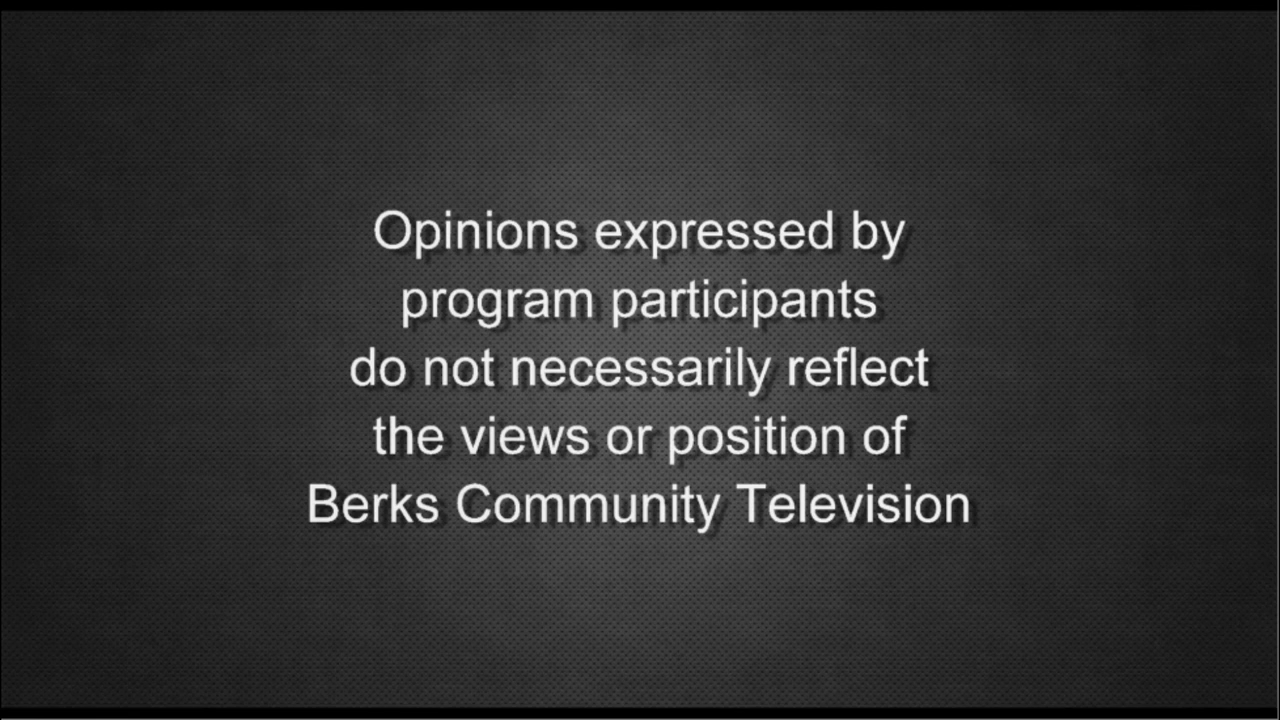 Opinions expressed by
program participants
do not necessarily reflect
the views or position of
Berks Community Television